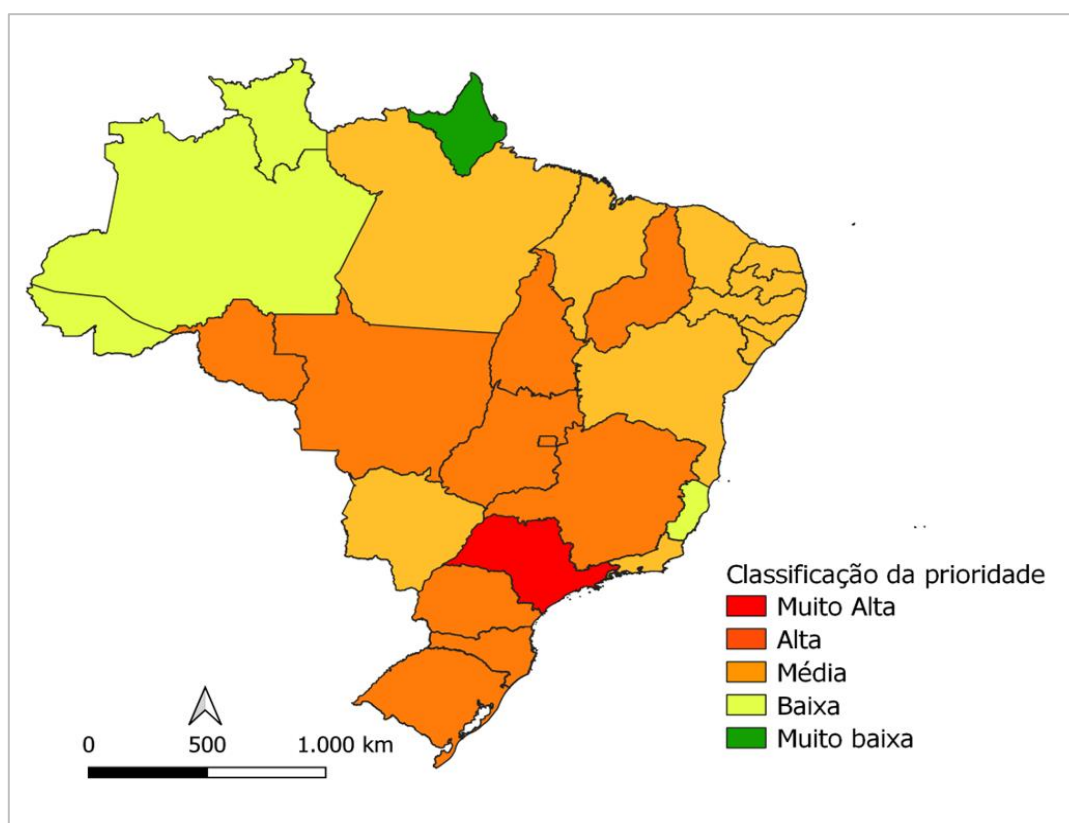 Classificação da prioridade
Muito Alta
Alta
Média
Baixa
Muito baixa
0 500 1.000 km